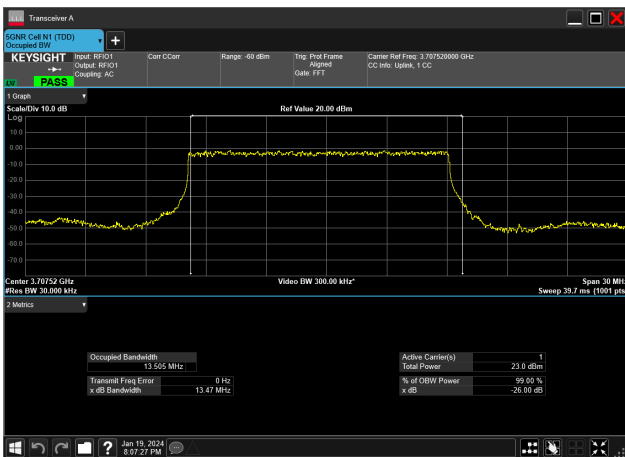 Transceiver A
5GNR Cell N1 (TDD)
Occupied BW
+
KEYSIGHT
Input: RFIO1
Output: RFIO1
Coupling: AC
Corr CCorr
Range: -60 dBm
Trig: Prot Frame
Aligned
Gate: FFT
Carrier Ref Freq: 3.707520000 GHz
CC Info: Uplink, 1 CC
PASS
1 Graph
Scale/Div 10.0 dB
Ref Value 20.00 dBm
Log
10.0
0.00
-10.0
-20.0
-30.0
-40.0
-50.0
-60.0
-70.0
Center 3.70752 GHz
Video BW 300.00 kHz*
Span 30 MHz
#Res BW 30.000 kHz
Sweep 39.7 ms (1001 pts
2 Metrics
Occupied Bandwidth
13.505 MHz
Active Carrier(s) 1
Total Power 23.0 dBm
Transmit Freq Error 0 Hz
x dB Bandwidth 13.47 MHz
% of OBW Power 99.00 %
x dB -26.00 dB
?
Jan 19, 2024
8:07:27 PM